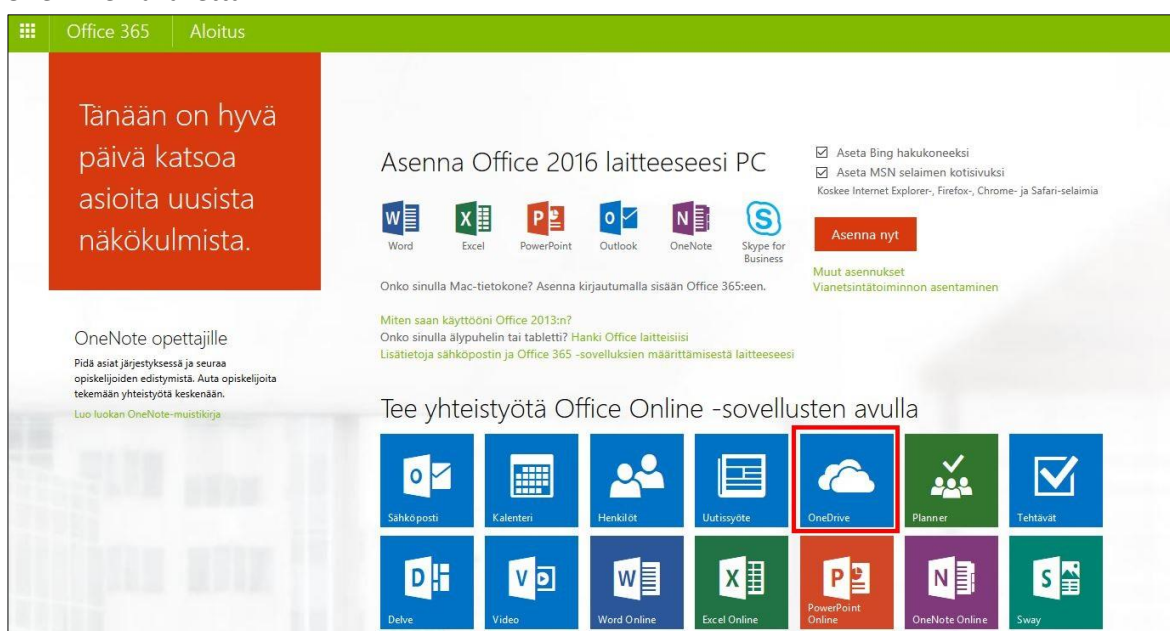 Office 365
Aloitus
Tänään on hyvä
päivä katsoa
asioita uusista
näkökulmista.
OneNote opettajille
Pidä asiat järjestyksessä ja seuraa
opiskelijoiden edistymistä. Auta opiskelijoita
tekemään yhteistyötä keskenään.
Luo luokan OneNote-muistikirja
Asenna Office 2016 laitteeseesi PC
Word
Excel
PowerPoint
Outlook
OneNote
Skype for
Business
Onko sinulla Mac-tietokone? Asenna kirjautumalla sisään Office 365:een.
Miten saan käyttööni Office 2013:n?
Onko sinulla älypuhelin tai tabletti? Hanki Office laitteisiisi
Lisätietoja sähköpostin ja Office 365 -sovelluksien määrittämisestä laitteeseesi
Aseta Bing hakukoneeksi
Aseta MSN selaimen kotisivuksi
Koskee Internet Explorer-, Firefox-, Chrome- ja Safari-selaimia
Asenna nyt
Muut asennukset
Vianetsintätoiminnon asentaminen
Tee yhteistyötä Office Online -sovellusten avulla
Sähköposti
Kalenteri
Henkilöt
Uutissyöte
OneDrive
Planner
Tehtävät
Delve
Video
Word Online
Excel Online
PowerPoint
Online
OneNote Online
Sway